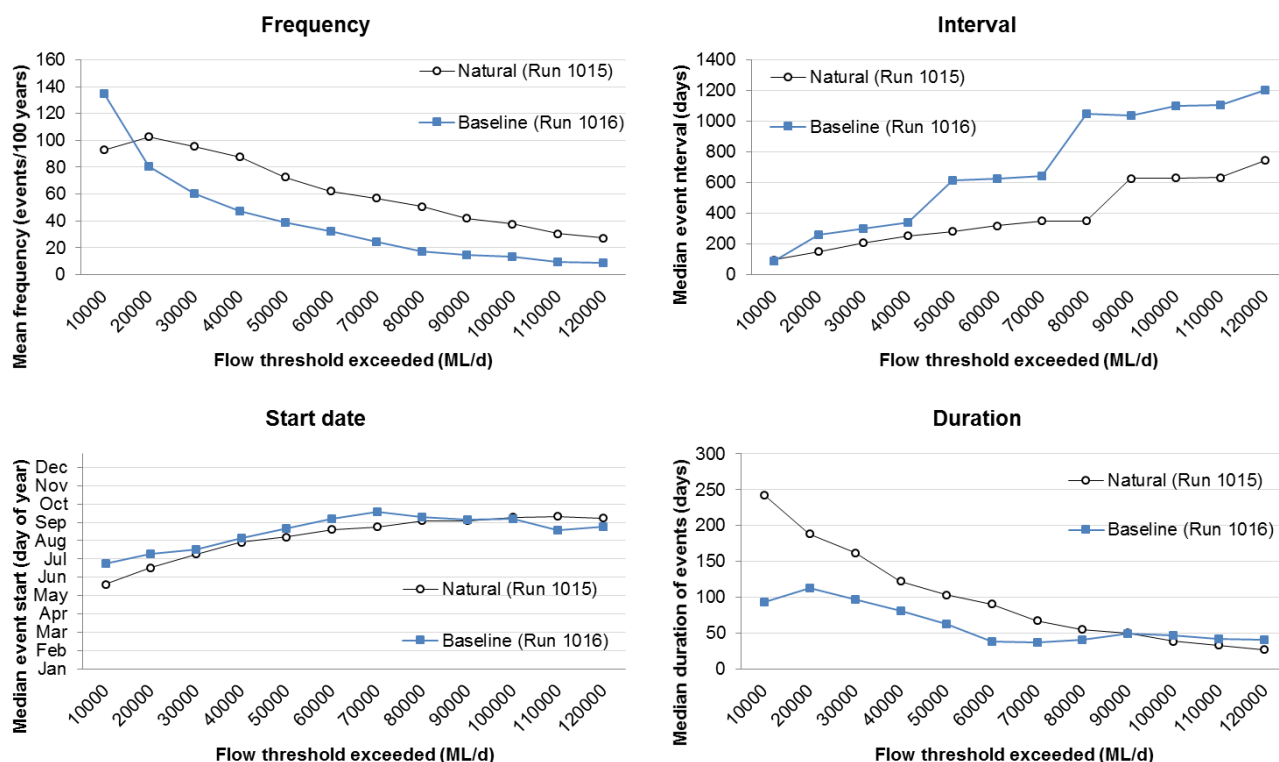 Frequency
Mean frequency (events/100 years)
160
140
120
100
80
60
40
20
0
Natural (Run 1015)
Baseline (Run 1016)
10000
20000
30000
40000
50000
60000
70000
80000
90000
100000
110000
120000
Flow threshold exceeded (ML/d)
Interval
Median event nterval (days)
1400
1200
1000
800
600
400
200
0
Natural (Run 1015)
Baseline (Run 1016)
10000
20000
30000
40000
50000
60000
70000
80000
90000
100000
110000
120000
Flow threshold exceeded (ML/d)
Start date
Median event start (day of year)
Dec
Nov
Oct
Sep
Aug
Jul
Jun
May
Apr
Mar
Feb
Jan
Natural (Run 1015)
Baseline (Run 1016)
10000
20000
30000
40000
50000
60000
70000
80000
90000
100000
110000
120000
Flow threshold exceeded (ML/d)
Duration
Median duration of events (days)
300
250
200
150
100
50
0
Natural (Run 1015)
Baseline (Run 1016)
10000
20000
30000
40000
50000
60000
70000
80000
90000
100000
110000
120000
Flow threshold exceeded (ML/d)